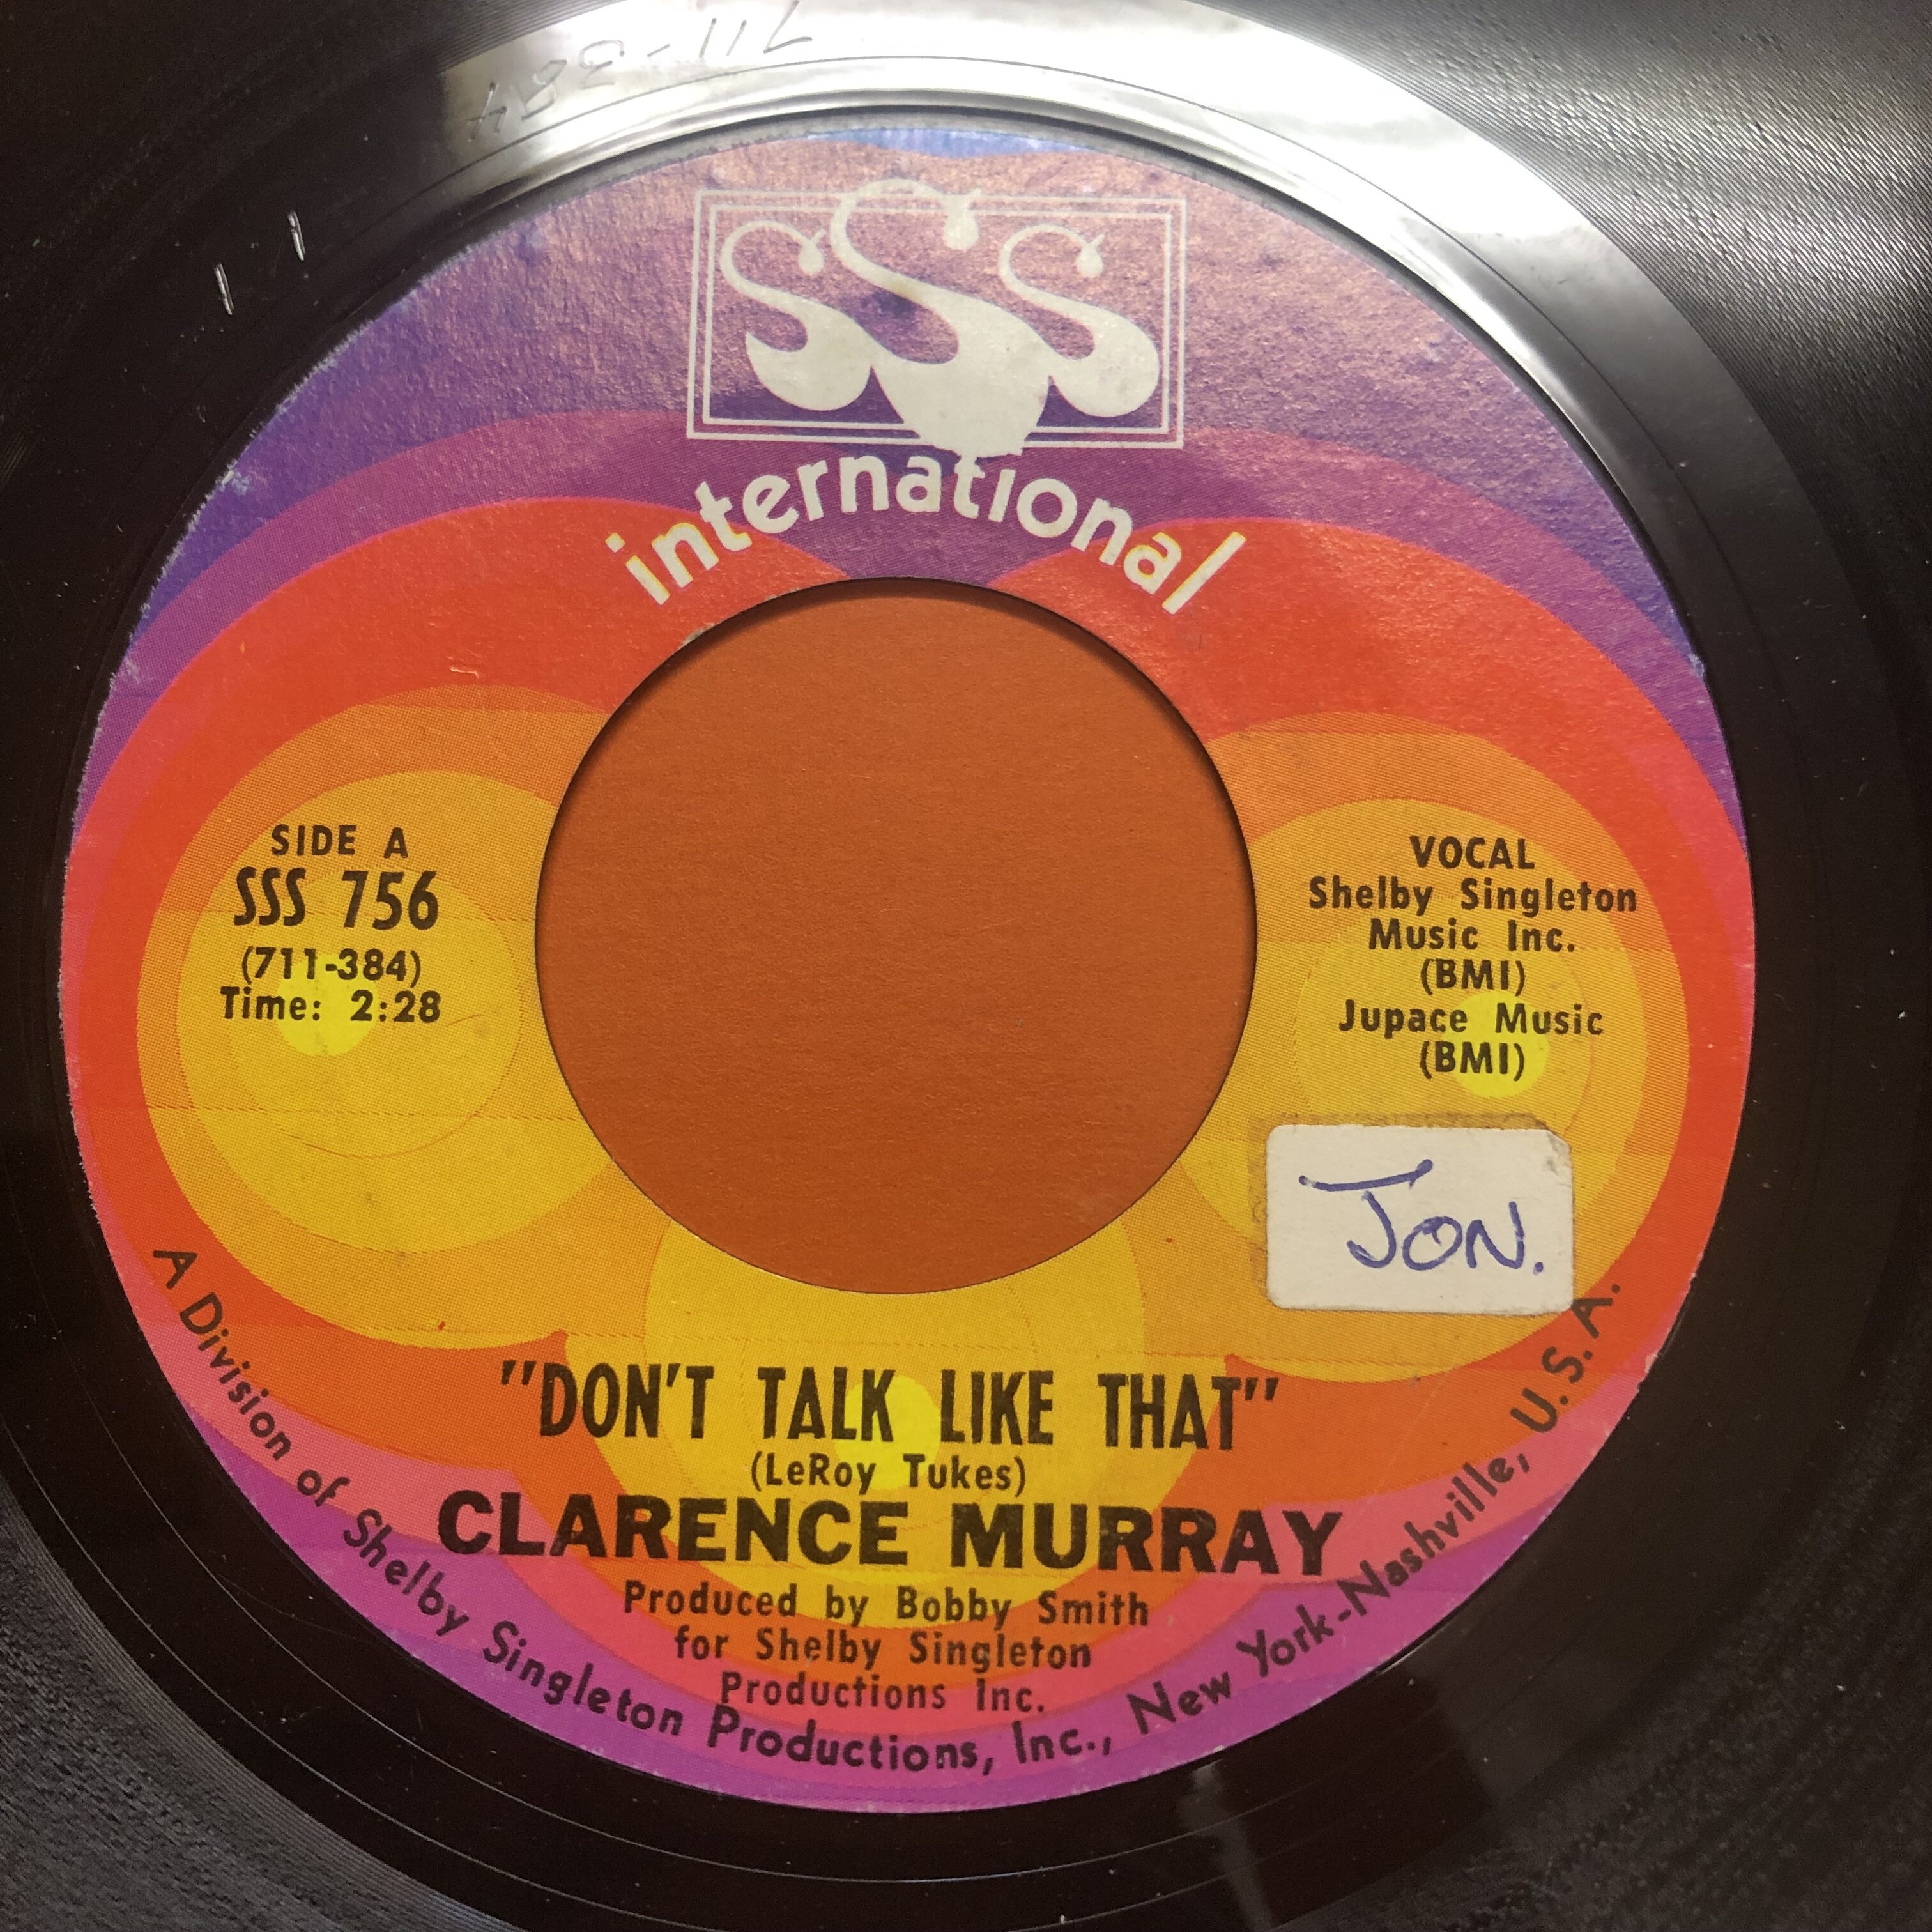 711-384
SSS
international
SIDE A
SSS 756
(711-384)
Time: 2:28
VOCAL
Shelby Singleton
Music Inc.
(BMI)
Jupace Music
(BMI)
JON.
"DON'T TALK LIKE THAT"
(LeRoy Tukes)
CLARENCE MURRAY
Produced by Bobby Smith
for Shelby Singleton
Productions Inc.
A Division of Shelby Singleton Productions, Inc., New York-Nashville, U.S.A.